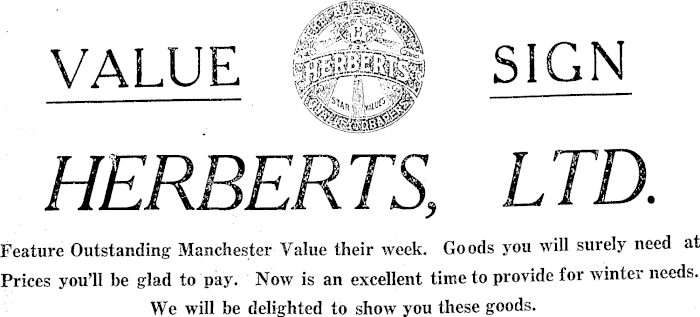 VALUE
HERBERTS
STAR VALUES
SIGN
HERBERTS, LTD.
Feature Outstanding Manchester Value their week. Goods you will surely need at
Prices you'll be glad to pay. Now is an excellent time to provide for winter needs.
We will be delighted to show you these goods.